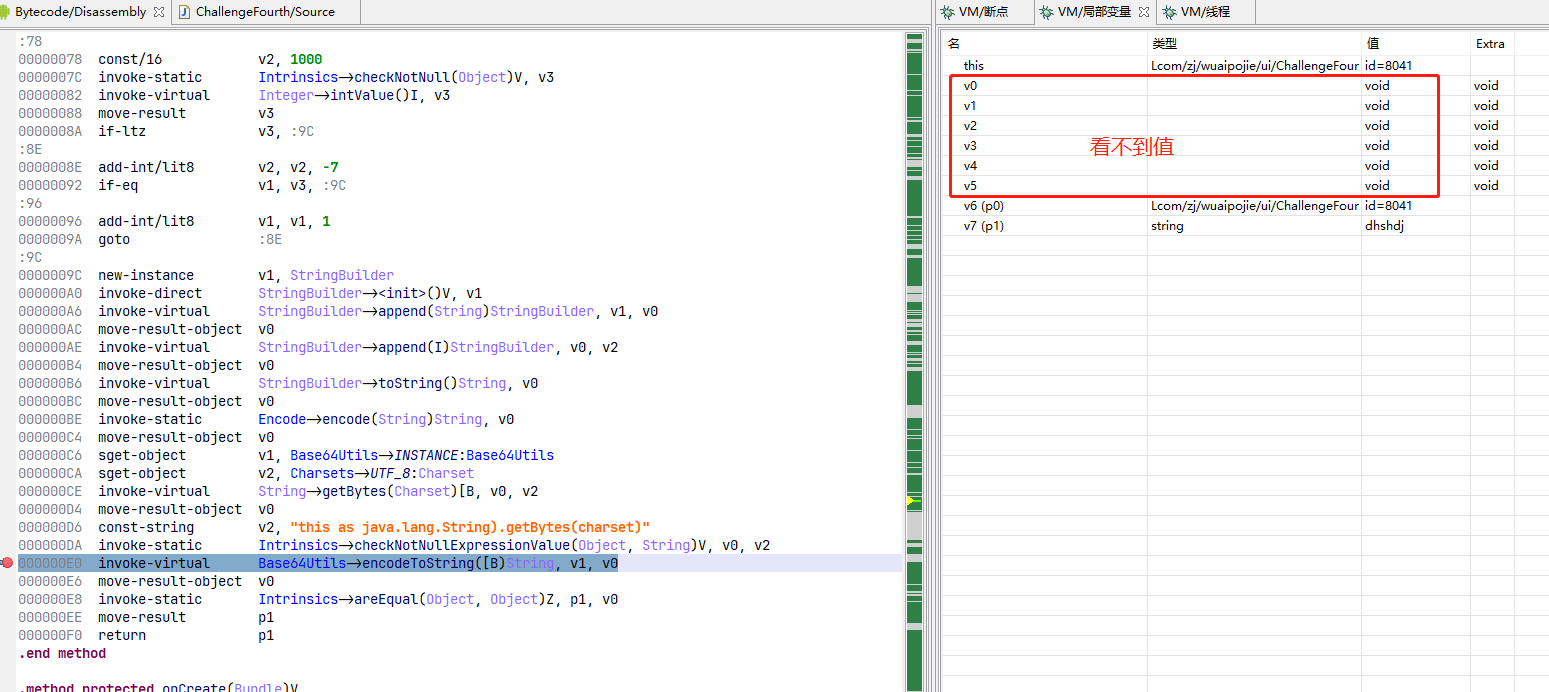 Bytecode/Disassembly ChallengeFourth/Source
:78
00000078 const/16 v2, 1000
0000007C invoke-static Intrinsics→checkNotNull(Object)V, v3
00000082 invoke-virtual Integer→intValue()I, v3
00000088 move-result v3
0000008A if-ltz v3, :9C
:8E
0000008E add-int/lit8 v2, v2, -7
00000092 if-eq v1, v3, :9C
:96
00000096 add-int/lit8 v1, v1, 1
0000009A goto :8E
:9C
0000009C new-instance v1, StringBuilder
000000A0 invoke-direct StringBuilder→<init>()V, v1
000000A6 invoke-virtual StringBuilder→append(String)StringBuilder, v1, v0
000000AC move-result-object v0
000000AE invoke-virtual StringBuilder→append(I)StringBuilder, v0, v2
000000B4 move-result-object v0
000000B6 invoke-virtual StringBuilder→toString()String, v0
000000BC move-result-object v0
000000BE invoke-static Encode→encode(String)String, v0
000000C4 move-result-object v0
000000C6 sget-object v1, Base64Utils→INSTANCE:Base64Utils
000000CA sget-object v2, Charsets→UTF_8:Charset
000000CE invoke-virtual String→getBytes(Charset)[B, v0, v2
000000D4 move-result-object v0
000000D6 const-string v2, "this as java.lang.String).getBytes(charset)"
000000DA invoke-static Intrinsics→checkNotNullExpressionValue(Object, String)V, v0, v2
000000E0 invoke-virtual Base64Utils→encodeToString([B)String, v1, v0
000000E6 move-result-object v0
000000E8 invoke-static Intrinsics→areEqual(Object, Object)Z, p1, v0
000000EE move-result p1
000000F0 return p1
.end method
.method protected onCreate(Bundle)V
VM/断点 VM/局部变量 VM/线程
名 类型 值 Extra
this Lcom/zj/wuaipojie/ui/ChallengeFour id=8041
v0 void void
v1 void void
v2 void void
v3 void void
v4 void void
v5 void void
看不到值
v6 (p0) Lcom/zj/wuaipojie/ui/ChallengeFour id=8041
v7 (p1) string dhshdj